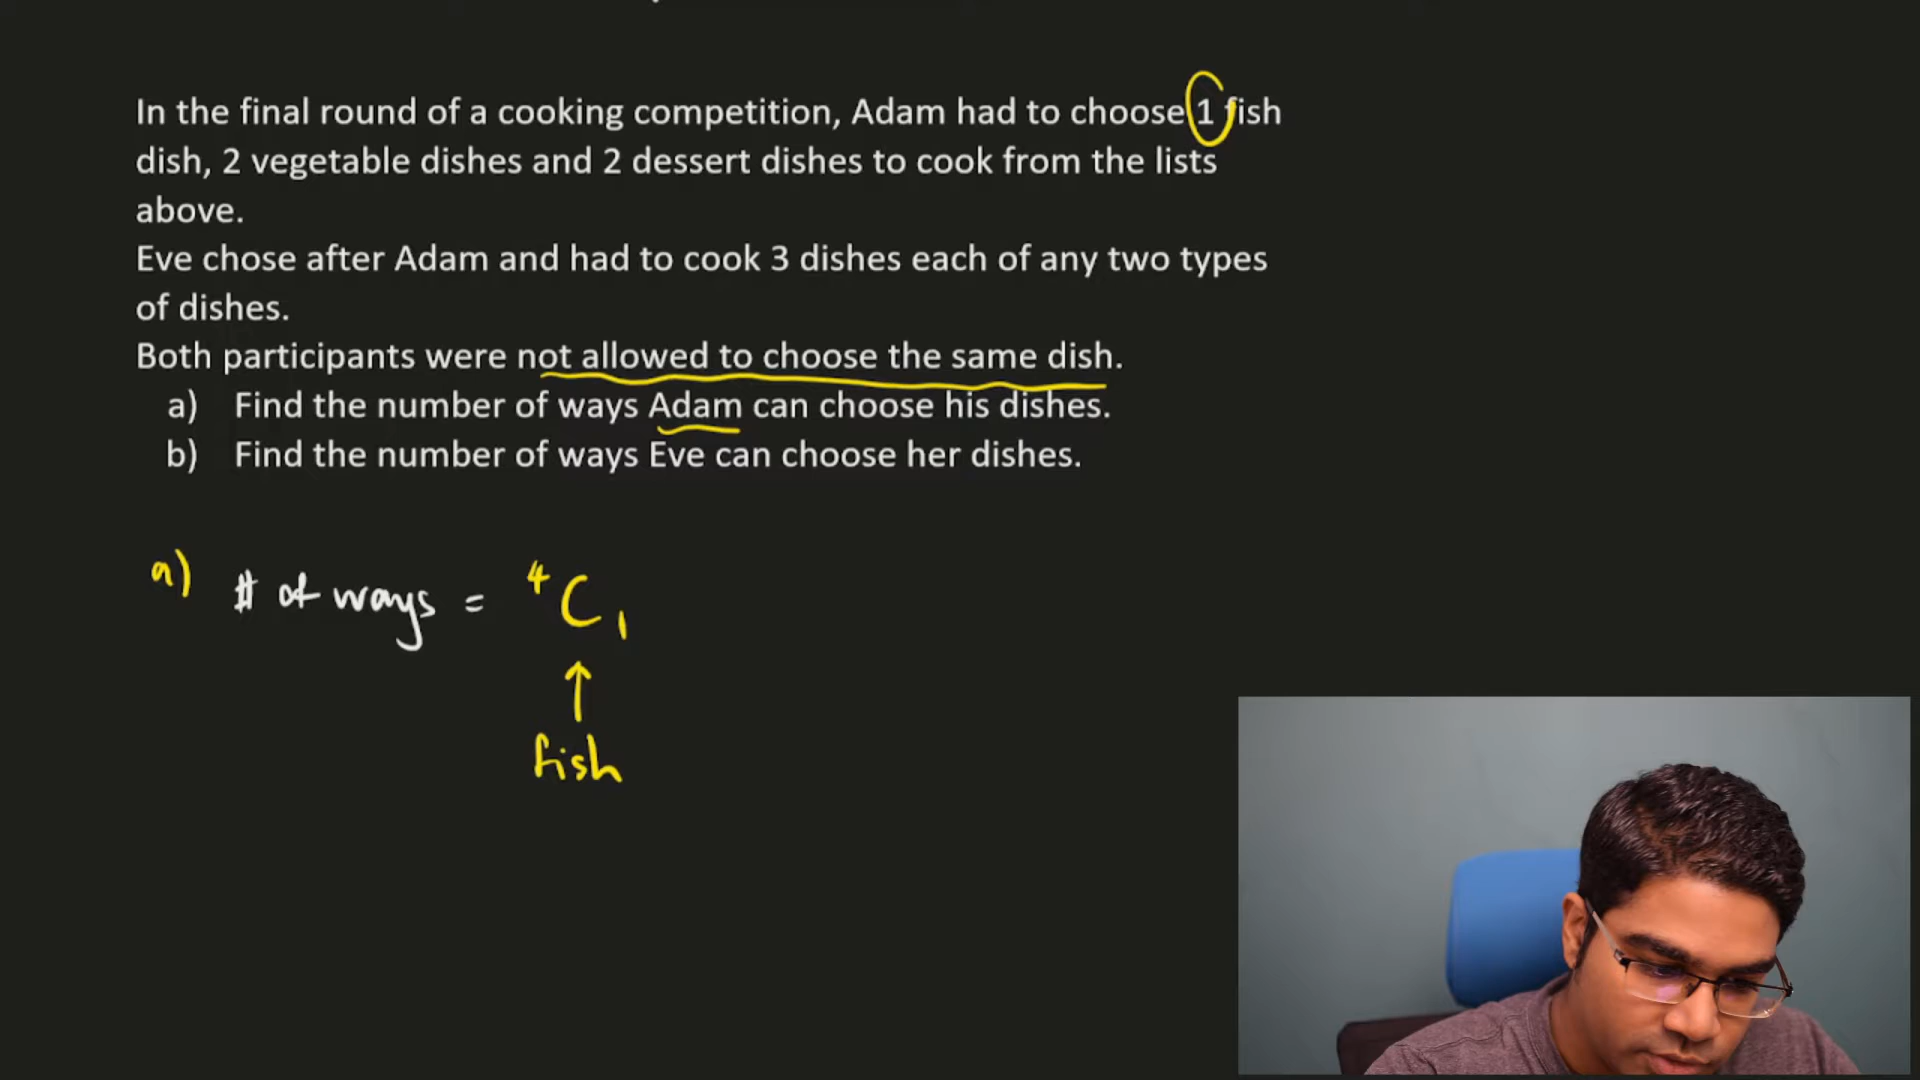 In the final round of a cooking competition, Adam had to choose 1 fish
dish, 2 vegetable dishes and 2 dessert dishes to cook from the lists
above.
Eve chose after Adam and had to cook 3 dishes each of any two types
of dishes.
Both participants were not allowed to choose the same dish.
a) Find the number of ways Adam can choose his dishes.
b) Find the number of ways Eve can choose her dishes.
a) # of ways = ⁴C₁
↑
fish